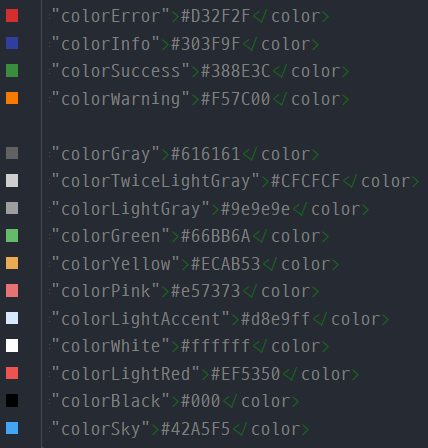 "colorError">#D32F2F</color>
"colorInfo">#303F9F</color>
"colorSuccess">#388E3C</color>
"colorWarning">#F57C00</color>
"colorGray">#616161</color>
"colorTwiceLightGray">#CFCFCF</color>
"colorLightGray">#9e9e9e</color>
"colorGreen">#66BB6A</color>
"colorYellow">#ECAB53</color>
"colorPink">#e57373</color>
"colorLightAccent">#d8e9ff</color>
"colorWhite">#ffffff</color>
"colorLightRed">#EF5350</color>
"colorBlack">#000</color>
"colorSky">#42A5F5</color>